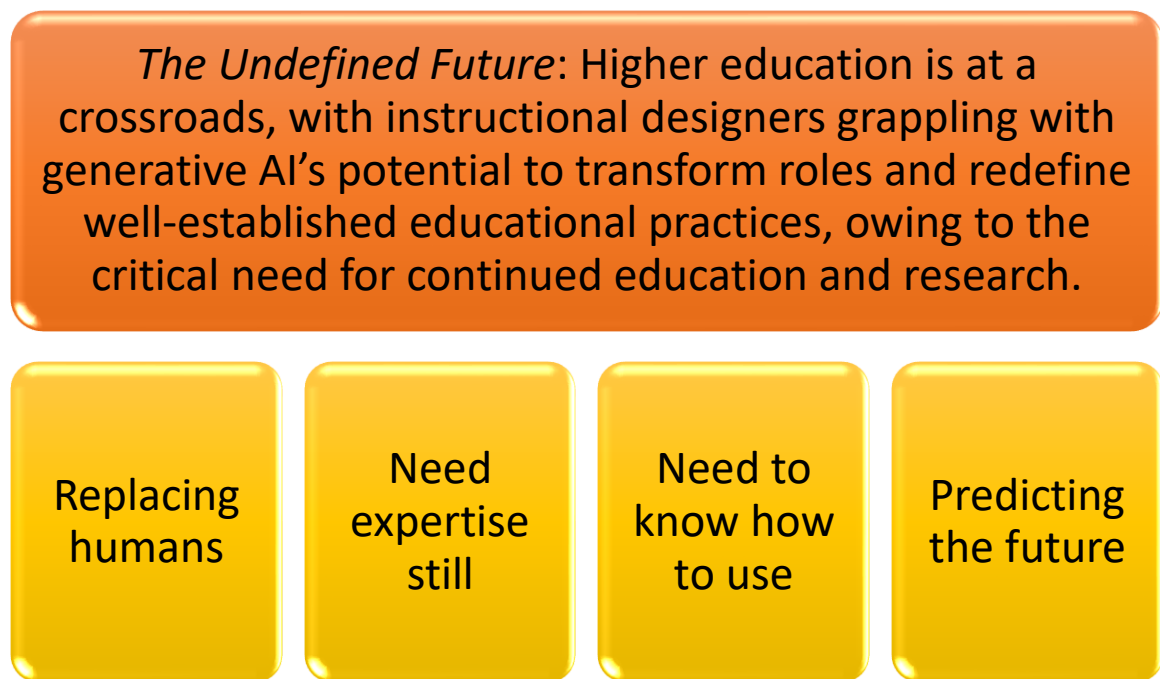 The Undefined Future: Higher education is at a
crossroads, with instructional designers grappling with
generative AI’s potential to transform roles and redefine
well-established educational practices, owing to the
critical need for continued education and research.
Replacing
humans
Need
expertise
still
Need to
know how
to use
Predicting
the future